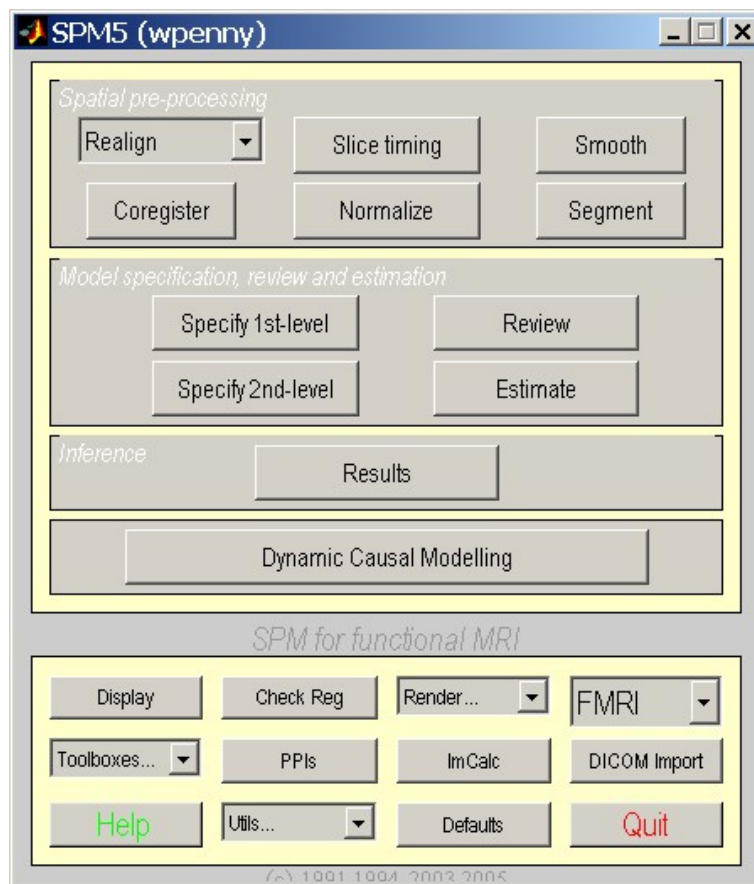 SPM5 (wpenny)
Spatial pre-processing
Realign Slice timing Smooth
Coregister Normalize Segment
Model specification, review and estimation
Specify 1st-level Review
Specify 2nd-level Estimate
Inference
Results
Dynamic Causal Modelling
SPM for functional MRI
Display Check Reg Render... FMRI
Toolboxes... PPIs ImCalc DICOM Import
Help Utils... Defaults Quit
(c) 1991,1994-2003,2005